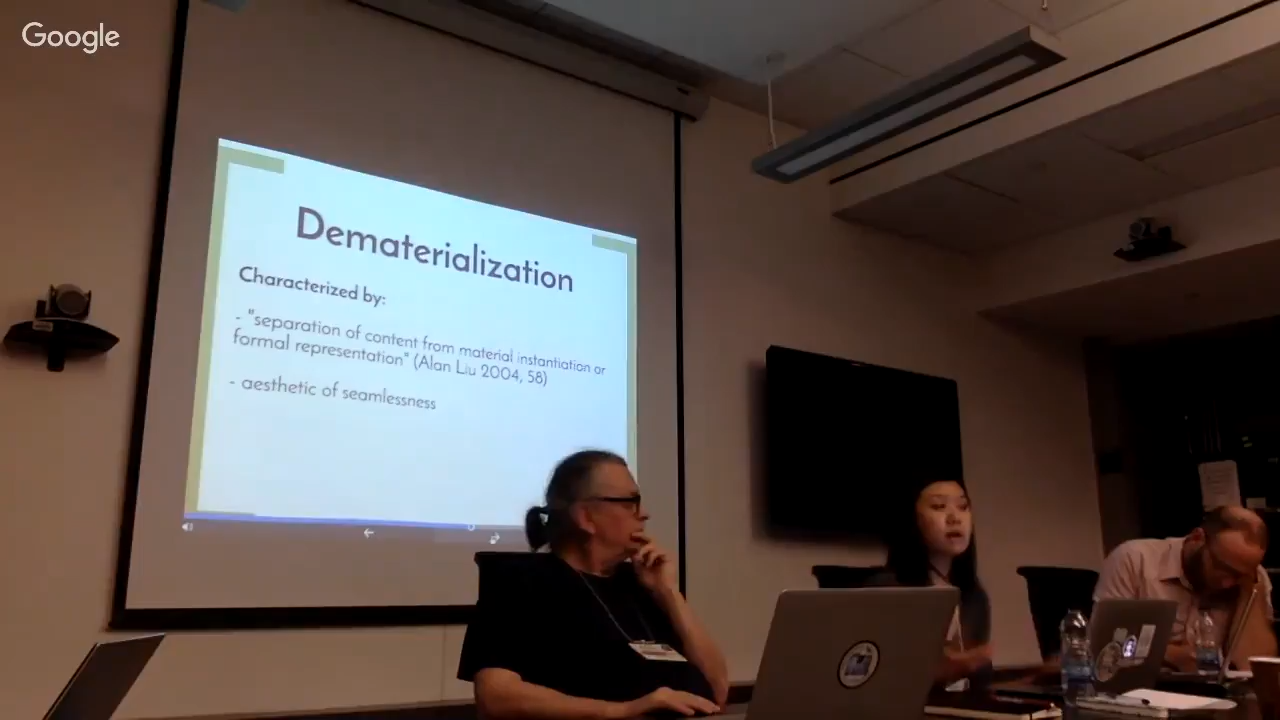 Google
Dematerialization
Characterized by:
- "separation of content from material instantiation or
formal representation" (Alan Liu 2004, 58)
- aesthetic of seamlessness